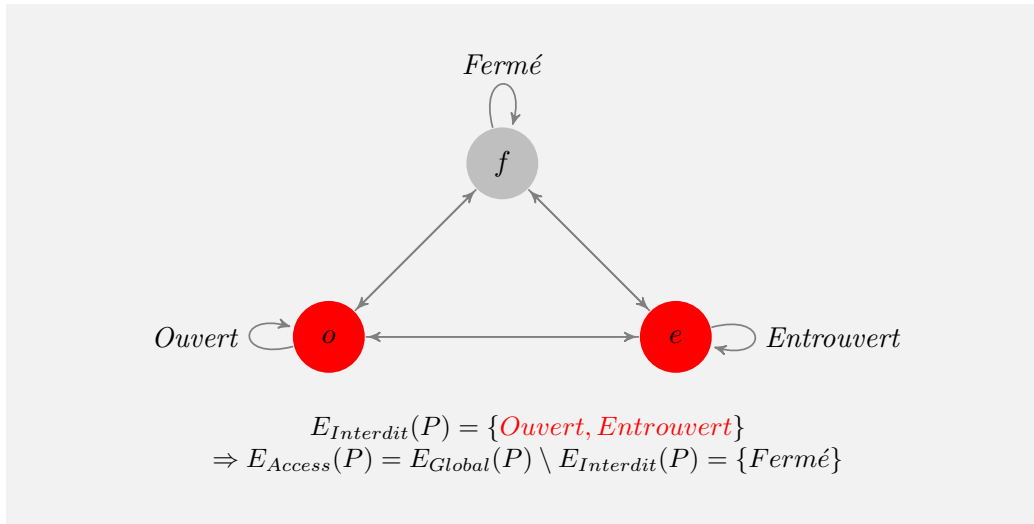 Fermé
f
Ouvert
o
e
Entrouvert
E_{Interdit}(P) = {Ouvert, Entrouvert}
⇒ E_{Access}(P) = E_{Global}(P) \ E_{Interdit}(P) = {Fermé}